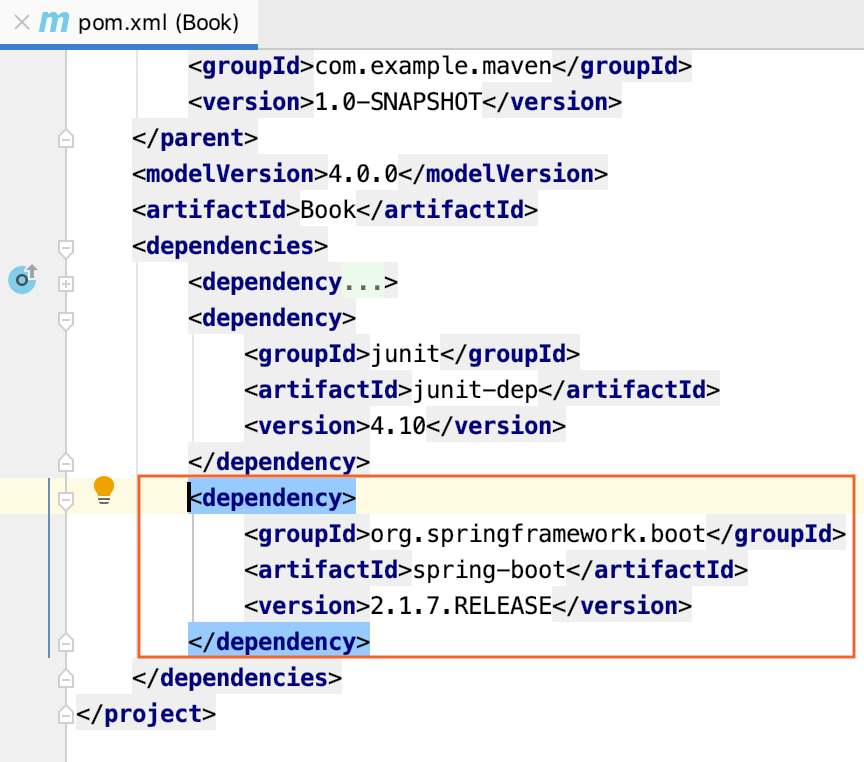 m pom.xml (Book)
<groupId>com.example.maven</groupId>
<version>1.0-SNAPSHOT</version>
</parent>
<modelVersion>4.0.0</modelVersion>
<artifactId>Book</artifactId>
<dependencies>
<dependency...>
<dependency>
<groupId>junit</groupId>
<artifactId>junit-dep</artifactId>
<version>4.10</version>
</dependency>
<dependency>
<groupId>org.springframework.boot</groupId>
<artifactId>spring-boot</artifactId>
<version>2.1.7.RELEASE</version>
</dependency>
</dependencies>
</project>